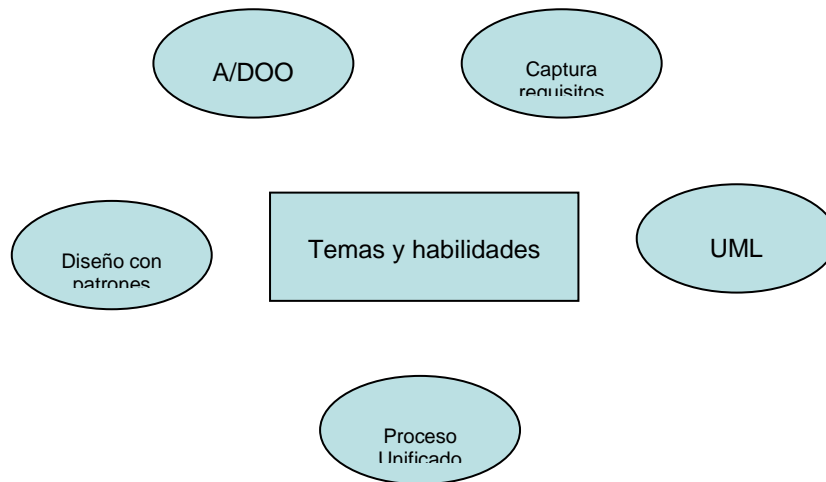 A/DOO
Captura
requisitos
Temas y habilidades
UML
Diseño con
patrones
Proceso
Unificado